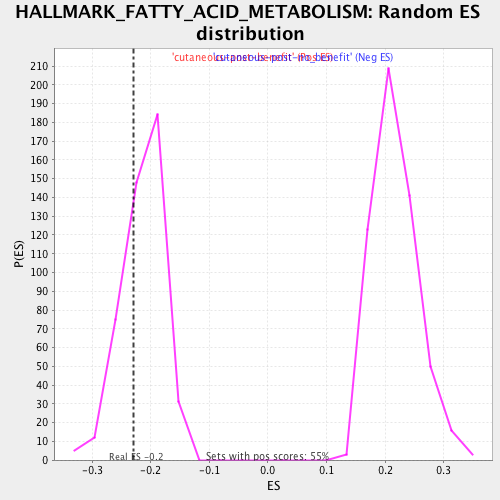 HALLMARK_FATTY_ACID_METABOLISM: Random ES
distribution
(Neg ES)
210
200
190
180
170
160
150
140
130
120
110
100
90
80
70
60
50
40
30
20
10
0
P(ES)
Real ES -0.2
Sets with pos scores: 55%
-0.3 -0.2 -0.1 0.0 0.1 0.2 0.3
ES